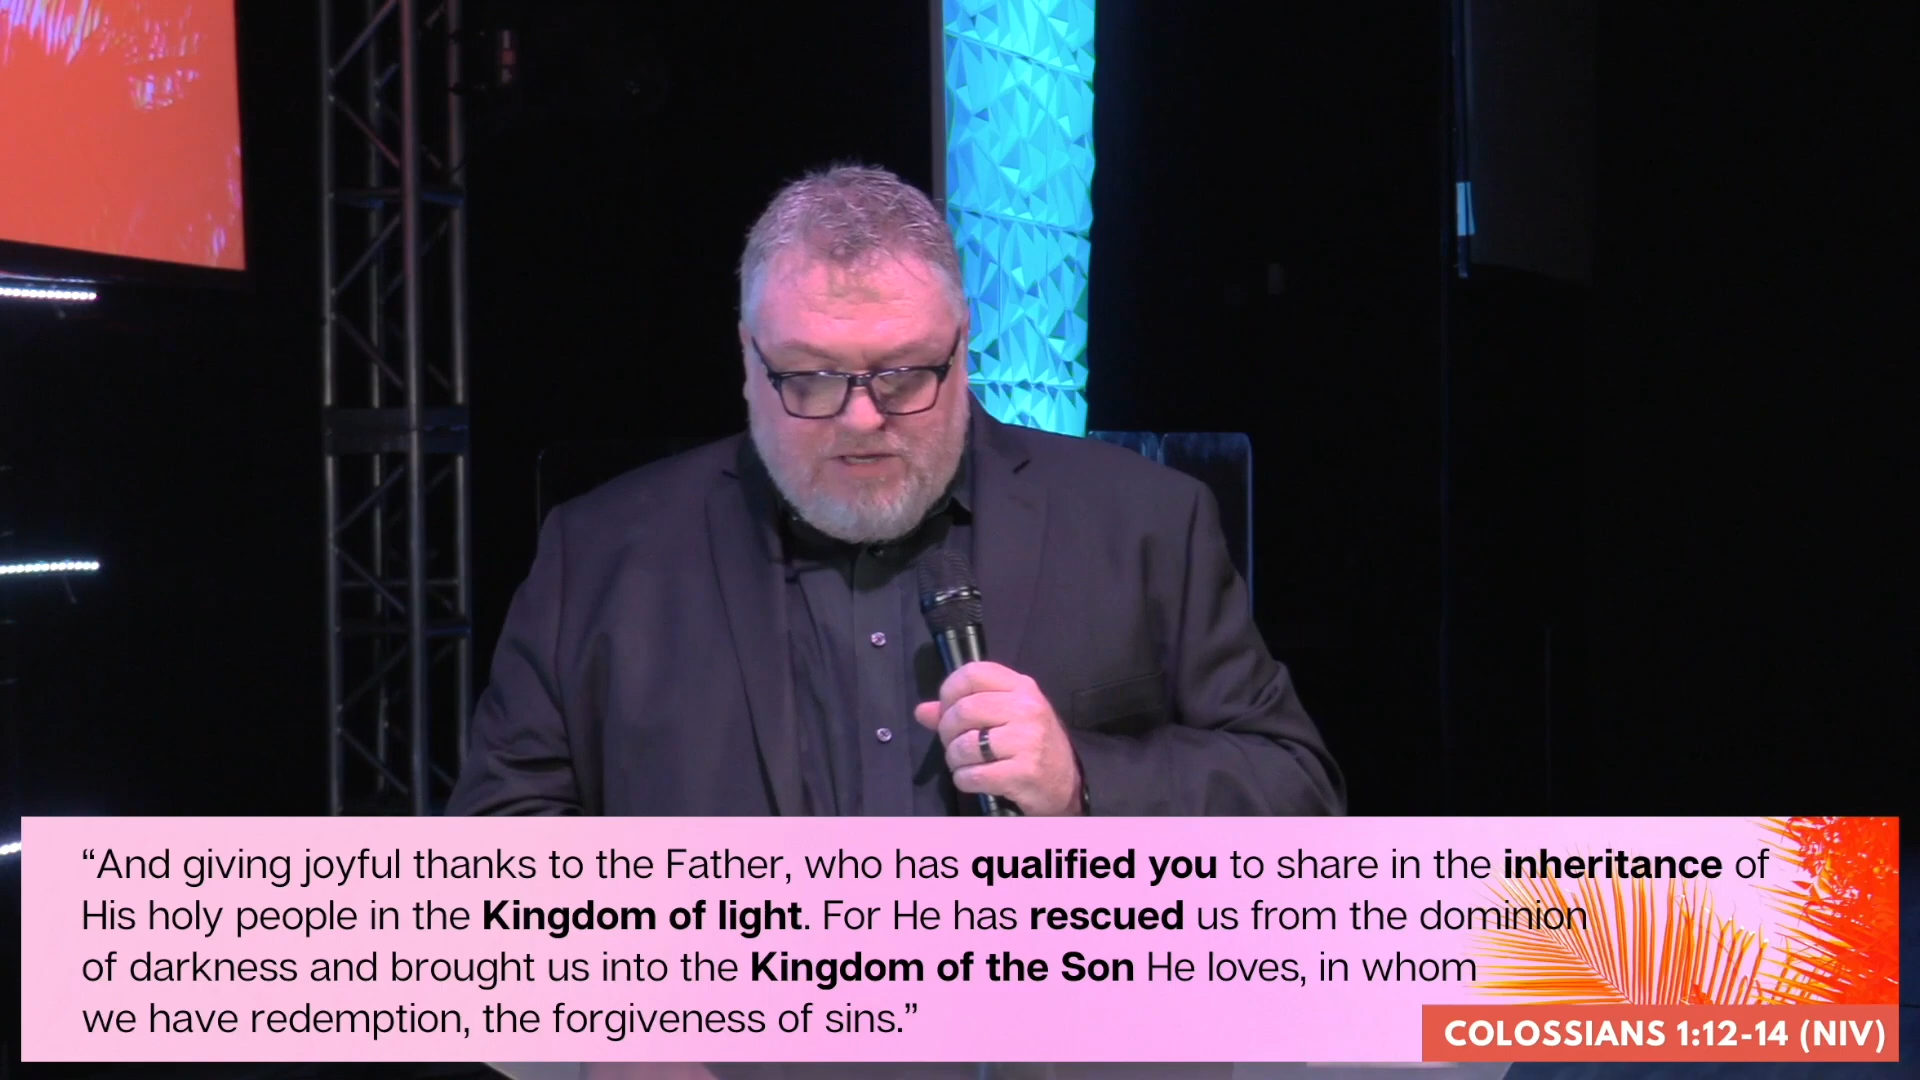 “And giving joyful thanks to the Father, who has qualified you to share in the inheritance of
His holy people in the Kingdom of light. For He has rescued us from the dominion
of darkness and brought us into the Kingdom of the Son He loves, in whom
we have redemption, the forgiveness of sins.”
COLOSSIANS 1:12-14 (NIV)